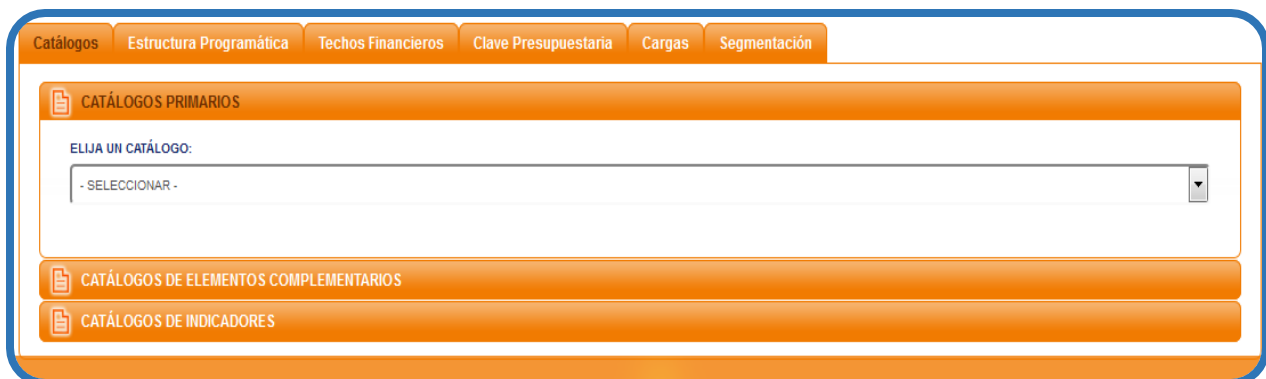 Catálogos Estructura Programática Techos Financieros Clave Presupuestaria Cargas Segmentación
CATÁLOGOS PRIMARIOS
ELIJA UN CATÁLOGO:
- SELECCIONAR -
CATÁLOGOS DE ELEMENTOS COMPLEMENTARIOS
CATÁLOGOS DE INDICADORES